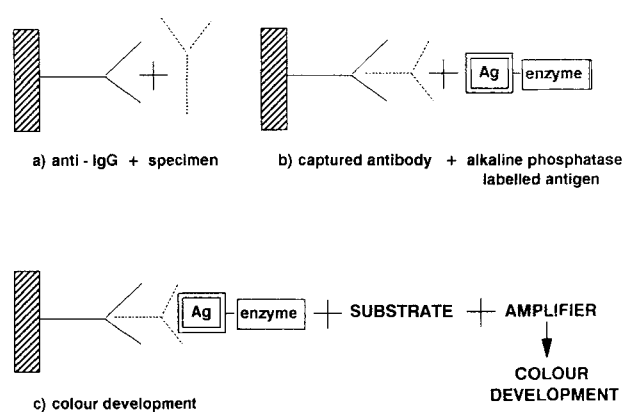 Ag
enzyme
a) anti - IgG + specimen
b) captured antibody + alkaline phosphatase
labelled antigen
Ag
enzyme
SUBSTRATE
AMPLIFIER
COLOUR
DEVELOPMENT
c) colour development